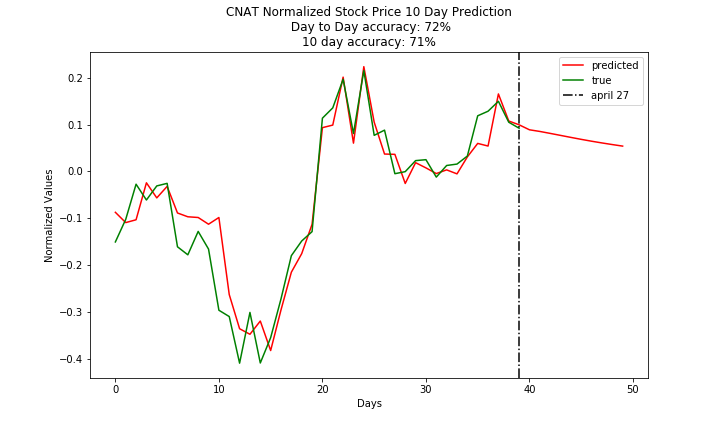 CNAT Normalized Stock Price 10 Day Prediction
Day to Day accuracy: 72%
10 day accuracy: 71%
predicted
true
april 27
Normalized Values
0.2
0.1
0.0
−0.1
−0.2
−0.3
−0.4
0 10 20 30 40 50
Days